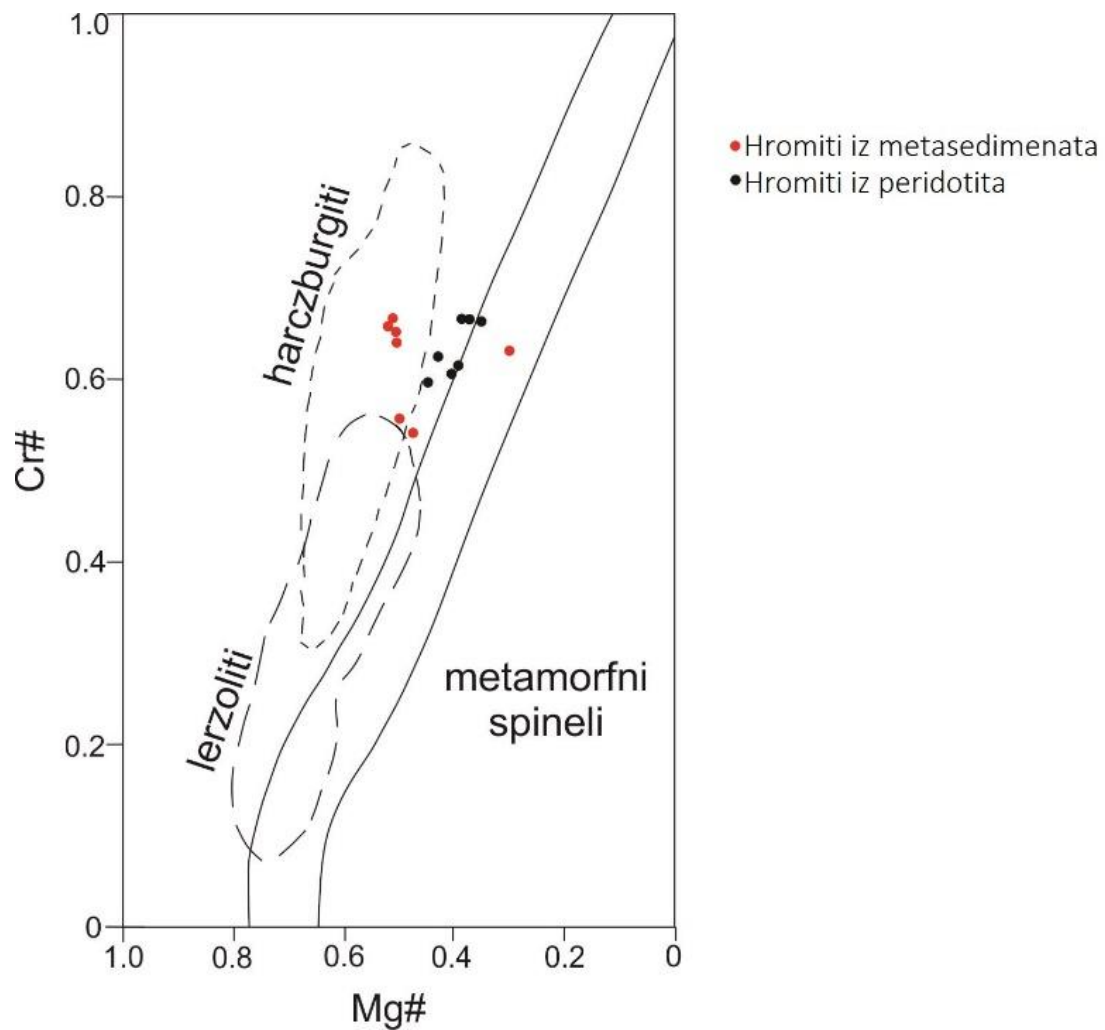 1.0
0.8
0.6
0.4
0.2
0
Cr#
1.0
0.8
0.6
0.4
0.2
0
Mg#
harczburgiti
lerzoliti
metamorfni
spineli
Hromiti iz metasedimenata
Hromiti iz peridotita